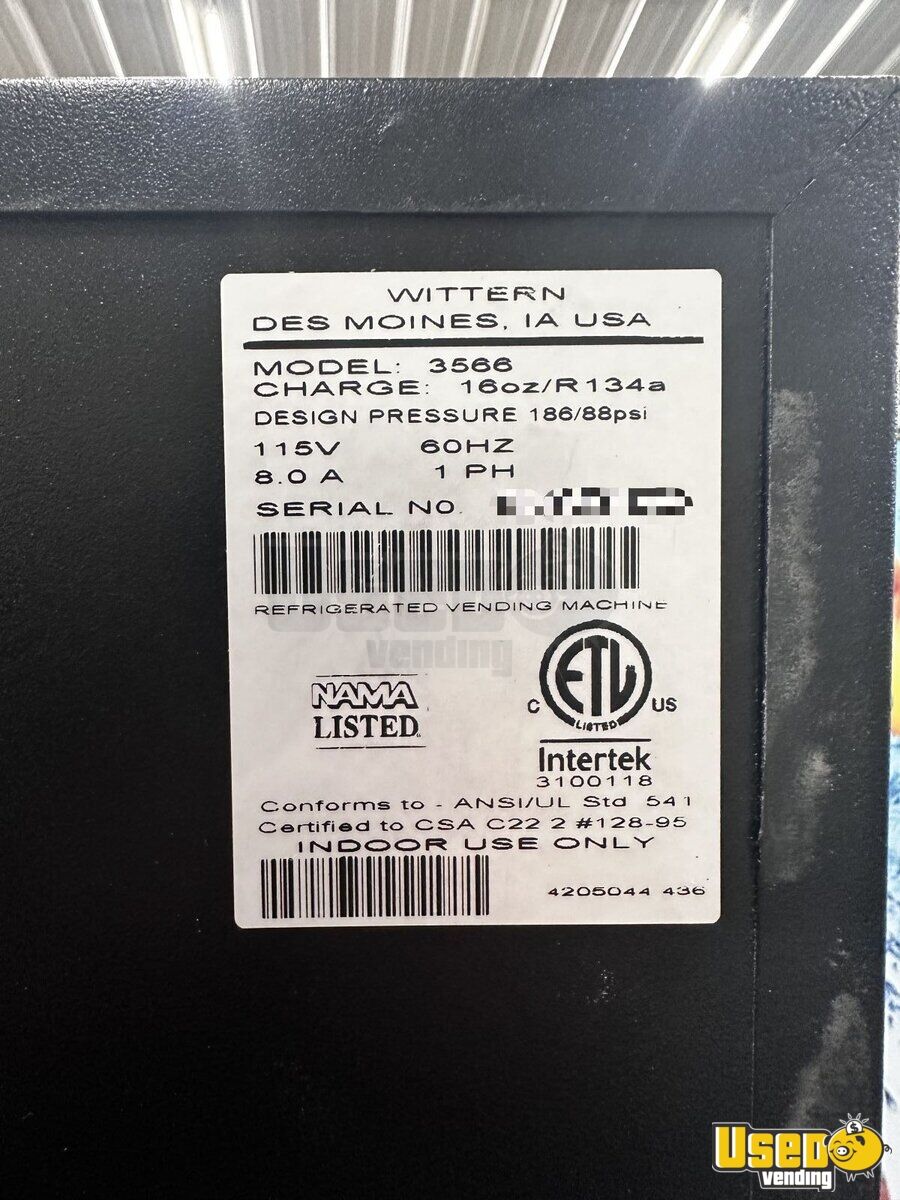 WITTERN
DES MOINES, IA USA
MODEL: 3566
CHARGE: 16oz/R134a
DESIGN PRESSURE 186/88psi
115V 60HZ
8.0 A 1 PH
SERIAL NO.
REFRIGERATED VENDING MACHINE
vending
NAMA
LISTED
ETL
C US
LISTED
Intertek
3100118
Conforms to - ANSI/UL Std 541
Certified to CSA C22 2 #128-95
INDOOR USE ONLY
4205044 436
USED
vending